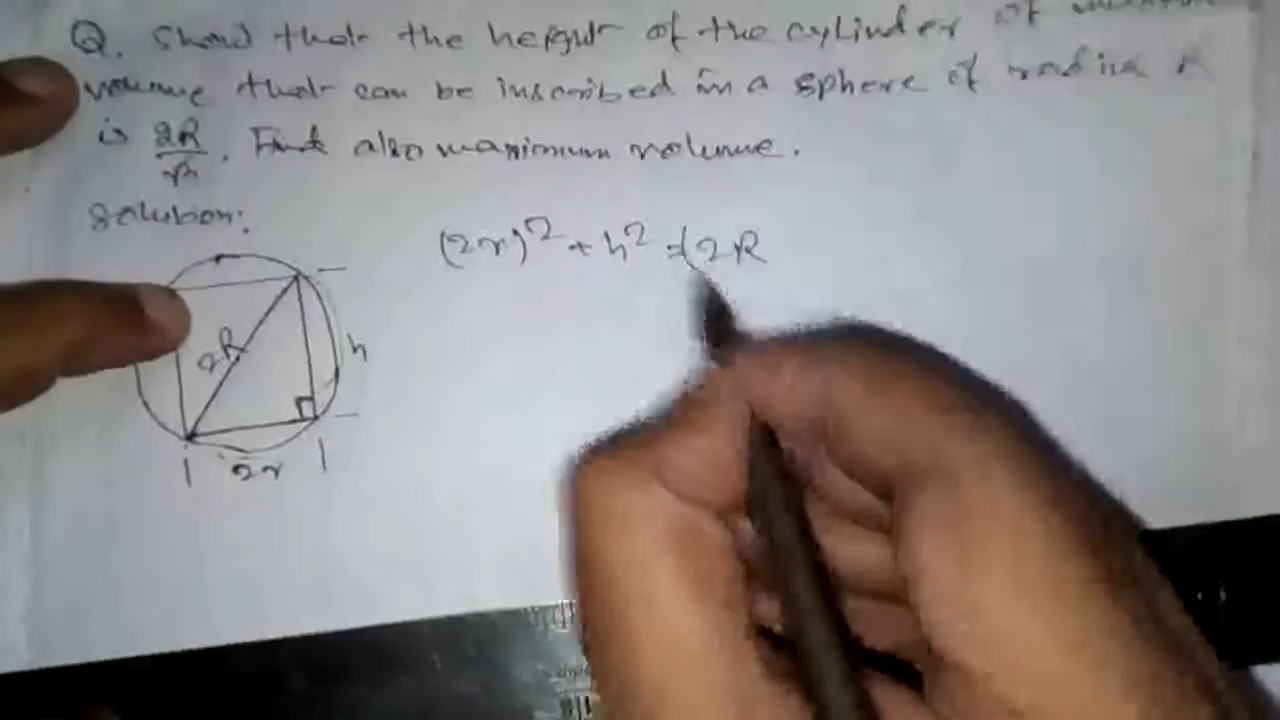 Q. Show that the height of the cylinder of
volume that can be inscribed in a sphere of radius R
is 2R/√3. Find also maximum volume.
Solution:
(2r)² + h² = (2R
2R
h
2r